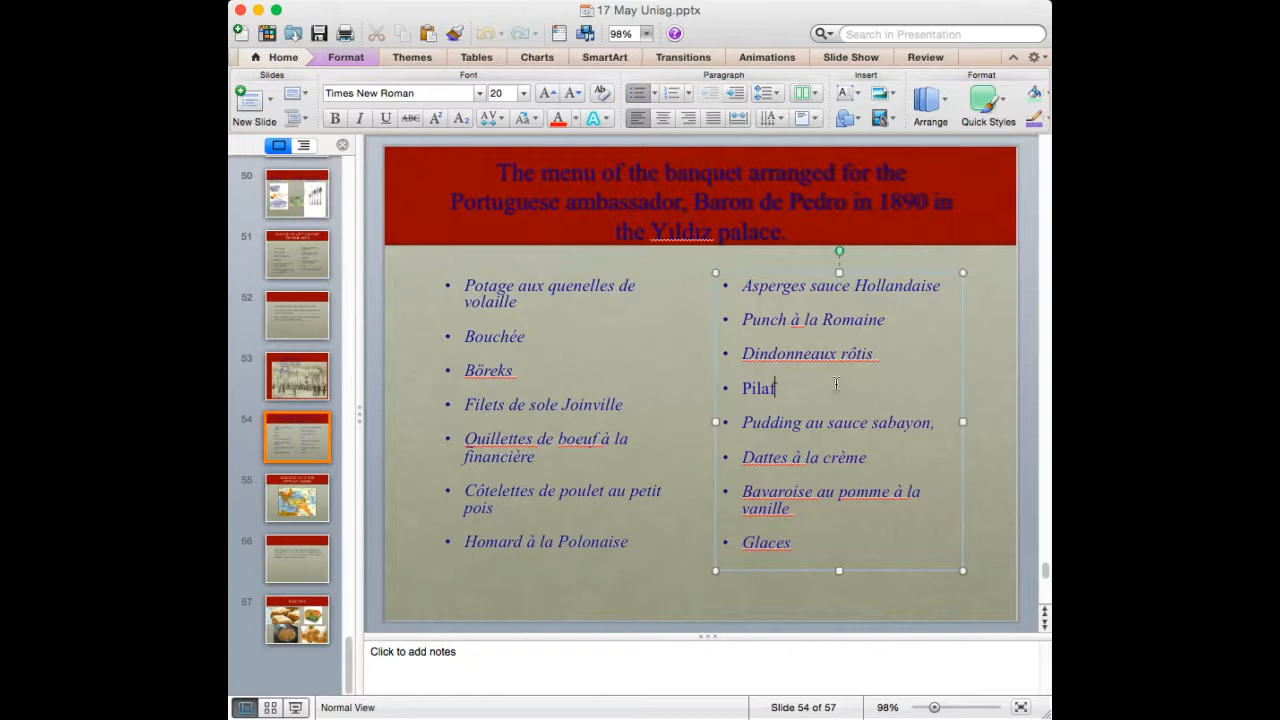 17 May Unisg.pptx
98%
Search in Presentation
Home
Format
Themes
Tables
Charts
SmartArt
Transitions
Animations
Slide Show
Review
Slides
Font
Paragraph
Insert
Format
Times New Roman
20
New Slide
Arrange
Quick Styles
50
51
52
53
54
55
56
57
The menu of the banquet arranged for the
Portuguese ambassador, Baron de Pedro in 1890 in
the Yıldız palace.
• Potage aux quenelles de
volaille
• Bouchée
• Böreks
• Filets de sole Joinville
• Quillettes de boeuf à la
financière
• Côtelettes de poulet au petit
pois
• Homard à la Polonaise
• Asperges sauce Hollandaise
• Punch à la Romaine
• Dindonneaux rôtis
• Pilaf
• Pudding au sauce sabayon,
• Dattes à la crème
• Bavaroise au pomme à la
vanille
• Glaces
Click to add notes
Normal View
Slide 54 of 57
98%